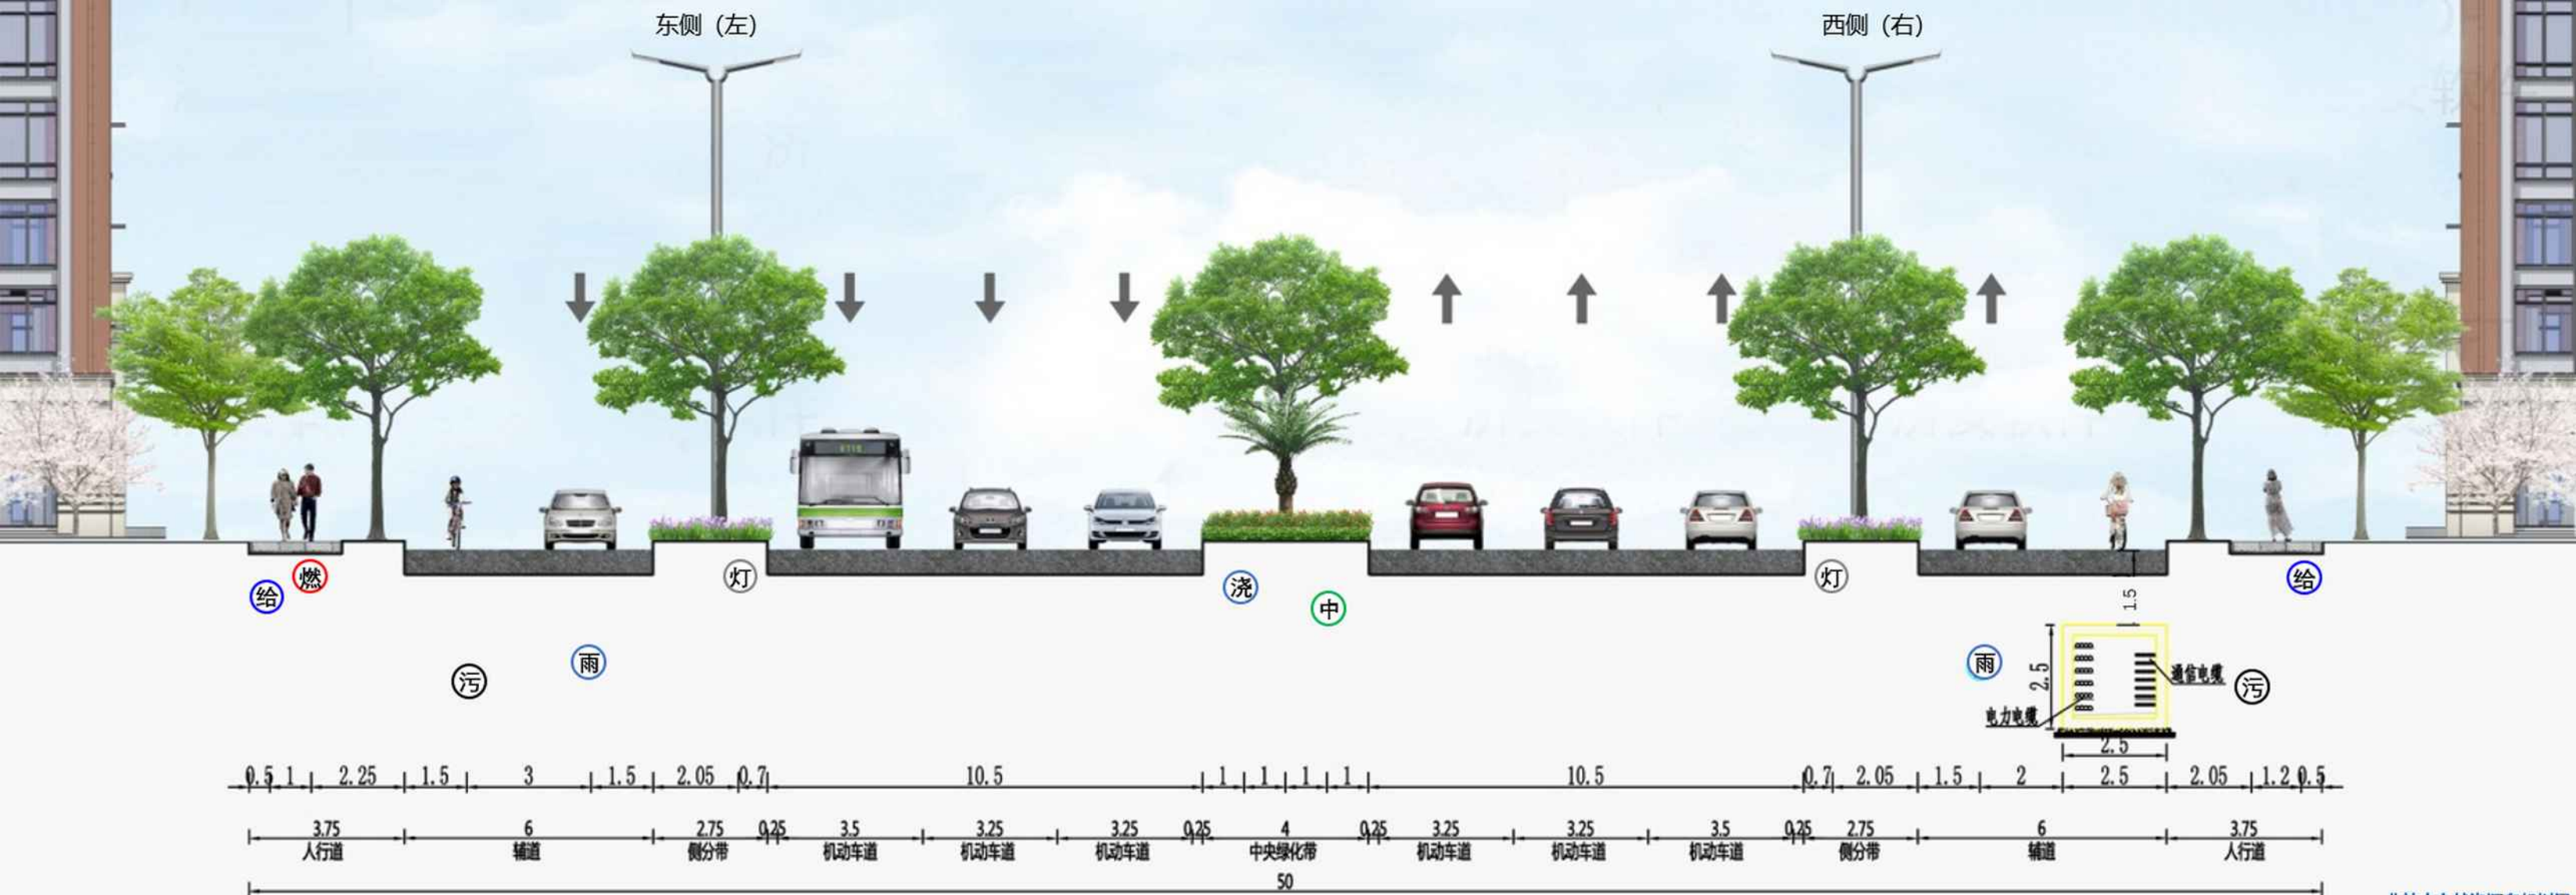 东侧（左）
西侧（右）
给
燃
灯
浇
中
灯
给
1.5
污
雨
雨
2.5
通信电缆
污
电力电缆
2.5
0.5 1 2.25 1.5 3 1.5 2.05 0.7 10.5 1 1 1 1 10.5 0.7 2.05 1.5 2 2.5 2.05 1.2 0.5
3.75 6 2.75 0.25 3.5 3.25 3.25 0.25 4 0.25 3.25 3.25 3.5 0.25 2.75 6 3.75
人行道 辅道 侧分带 机动车道 机动车道 机动车道 中央绿化带 机动车道 机动车道 机动车道 侧分带 辅道 人行道
50